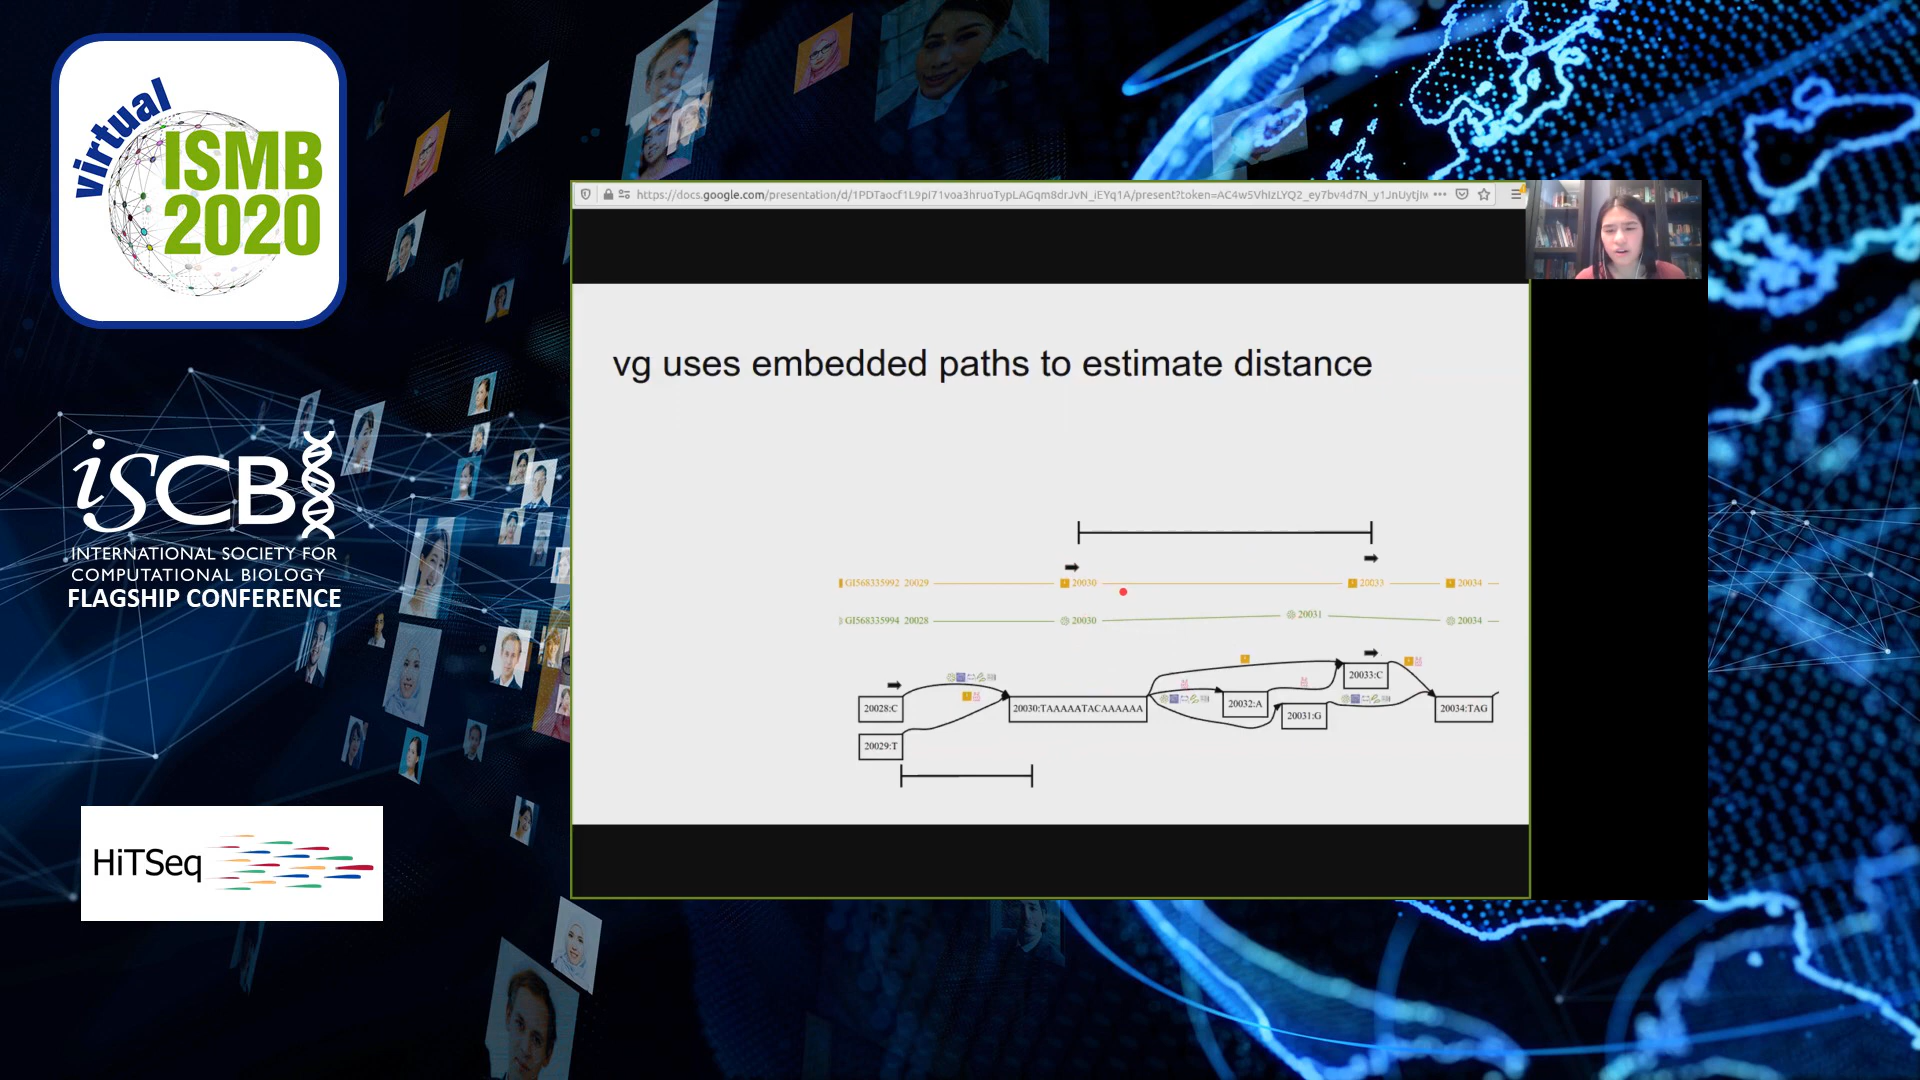 virtual
ISMB
2020
iSCB
INTERNATIONAL SOCIETY FOR
COMPUTATIONAL BIOLOGY
FLAGSHIP CONFERENCE
HiTSeq
vg uses embedded paths to estimate distance
GI568335992 20029 20030 20033 20034
GI568335994 20028 20030 20031 20034
20033:C
20028:C 20030:TAAAAATACAAAAAA 20032:A 20031:G 20034:TAG
20029:T